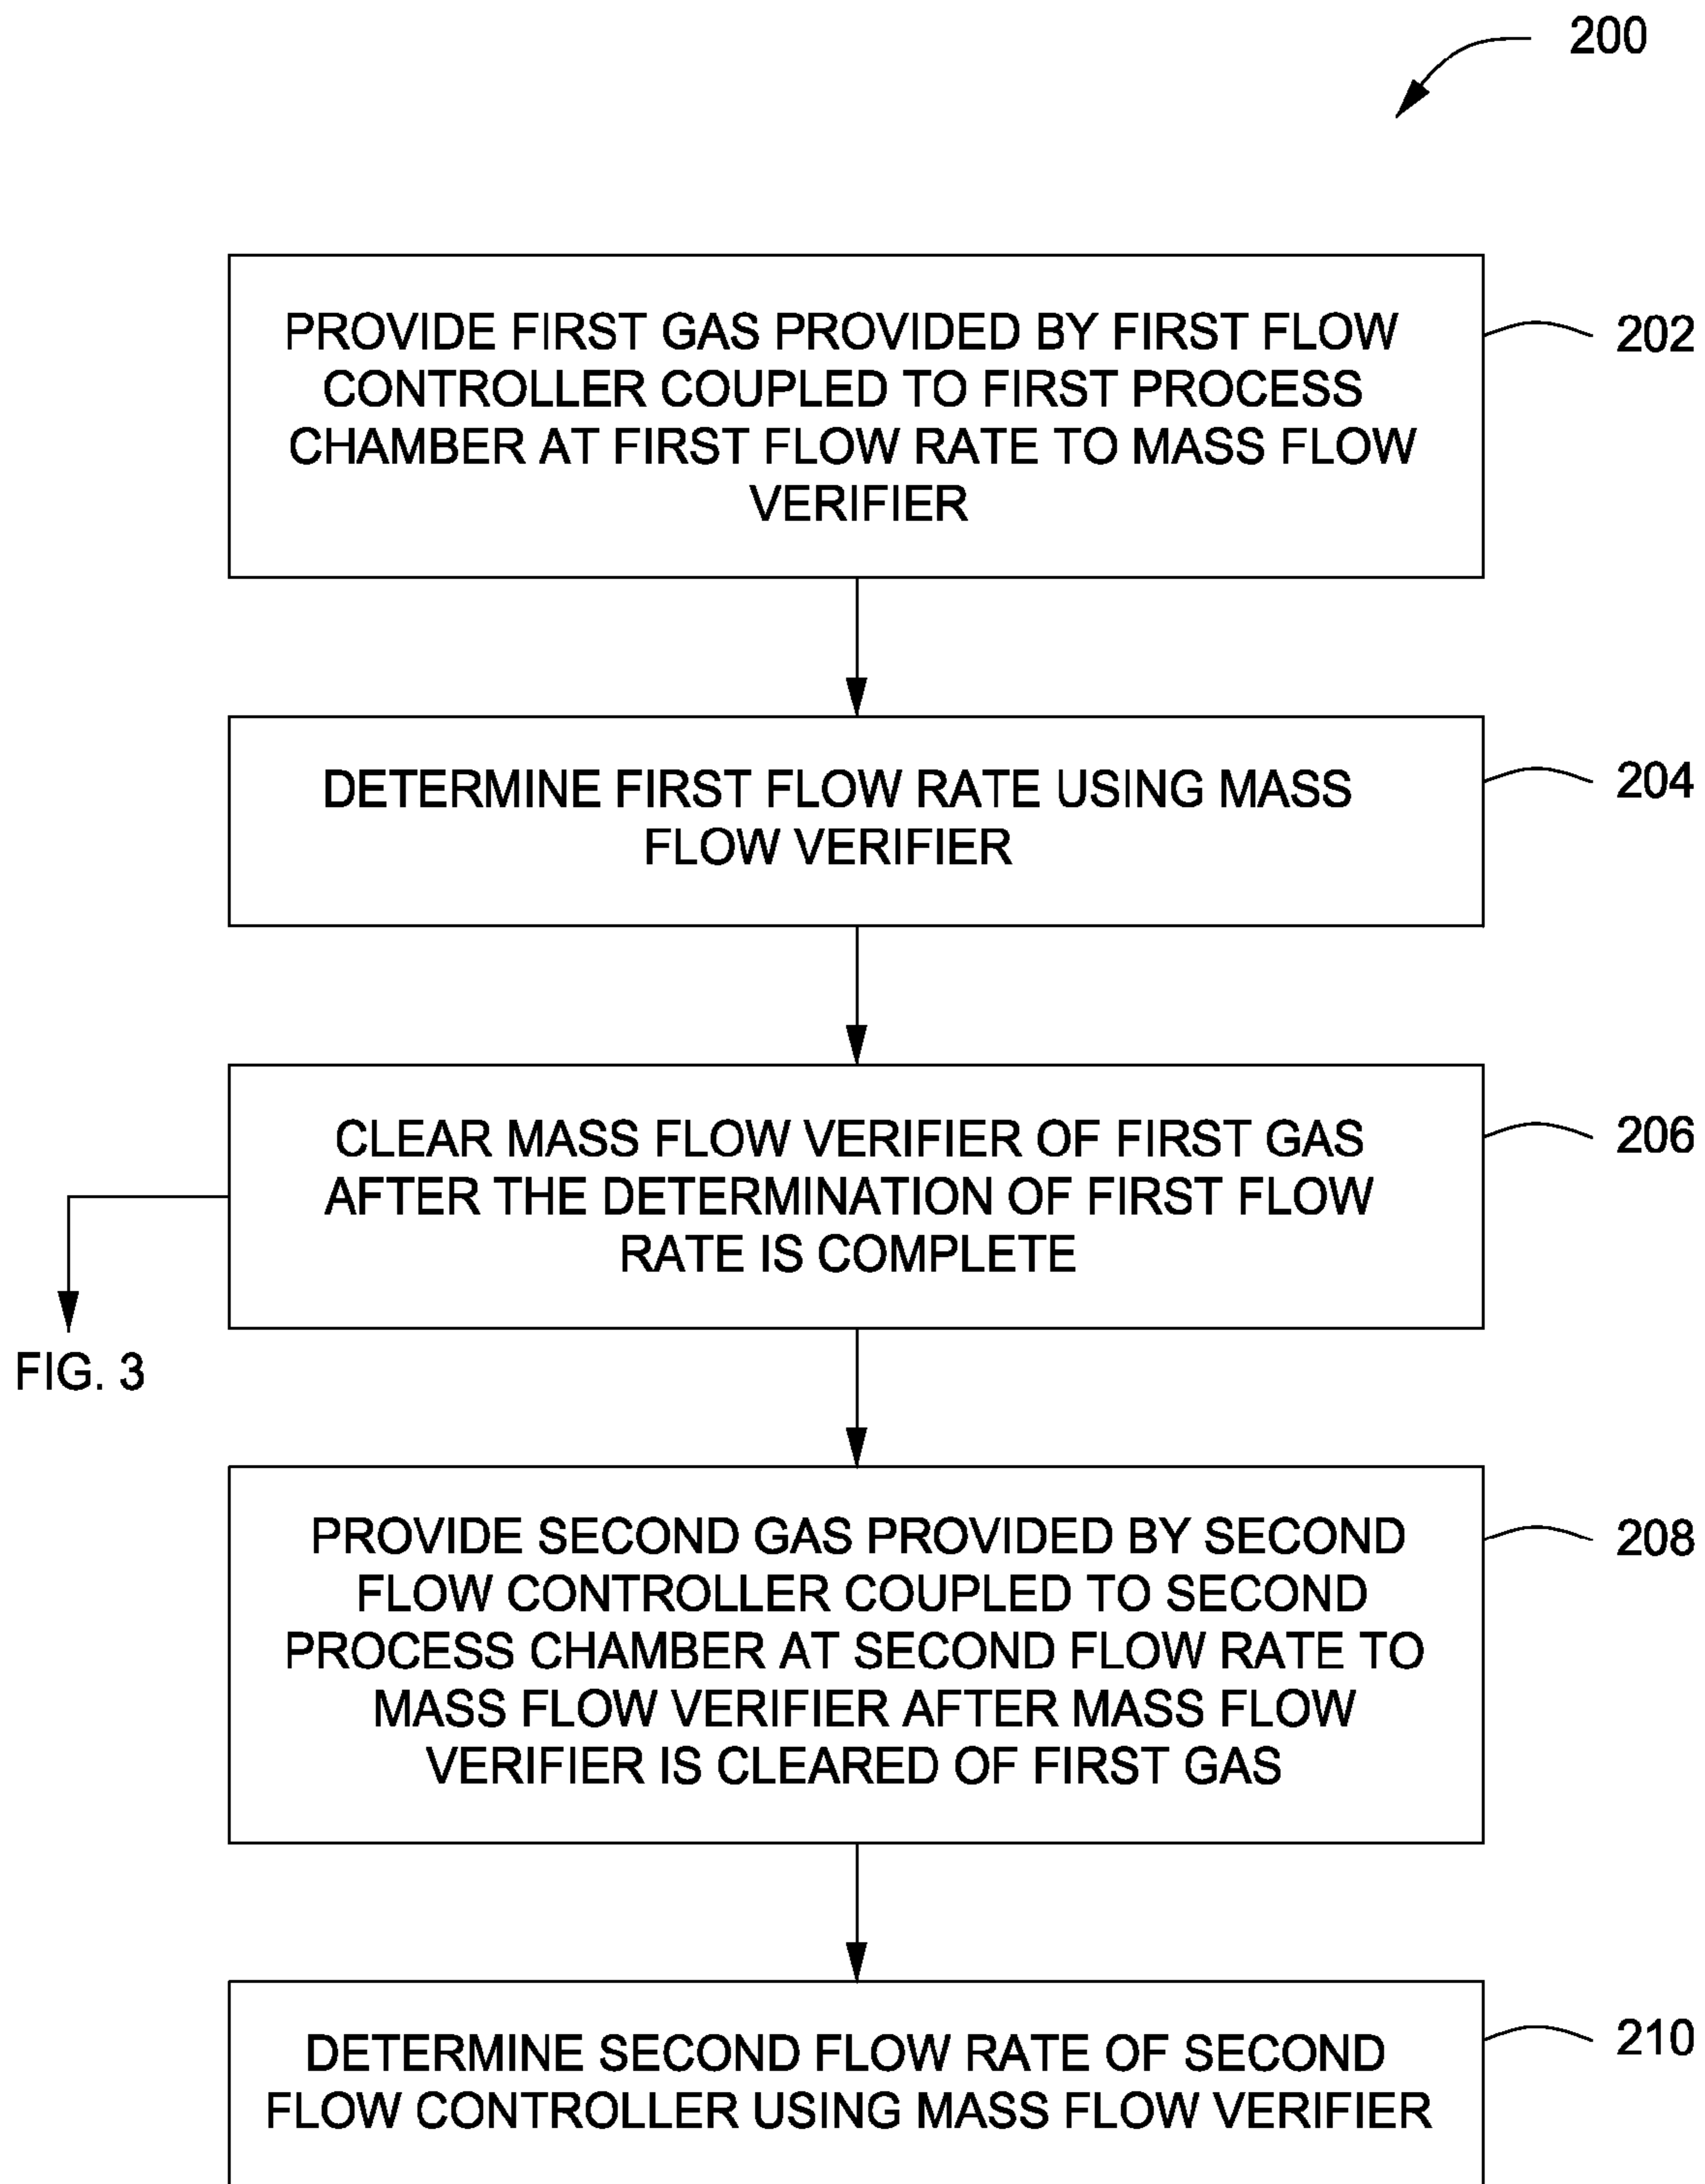 200
PROVIDE FIRST GAS PROVIDED BY FIRST FLOW
CONTROLLER COUPLED TO FIRST PROCESS
CHAMBER AT FIRST FLOW RATE TO MASS FLOW
VERIFIER
202
DETERMINE FIRST FLOW RATE USING MASS
FLOW VERIFIER
204
CLEAR MASS FLOW VERIFIER OF FIRST GAS
AFTER THE DETERMINATION OF FIRST FLOW
RATE IS COMPLETE
206
FIG. 3
PROVIDE SECOND GAS PROVIDED BY SECOND
FLOW CONTROLLER COUPLED TO SECOND
PROCESS CHAMBER AT SECOND FLOW RATE TO
MASS FLOW VERIFIER AFTER MASS FLOW
VERIFIER IS CLEARED OF FIRST GAS
208
DETERMINE SECOND FLOW RATE OF SECOND
FLOW CONTROLLER USING MASS FLOW VERIFIER
210